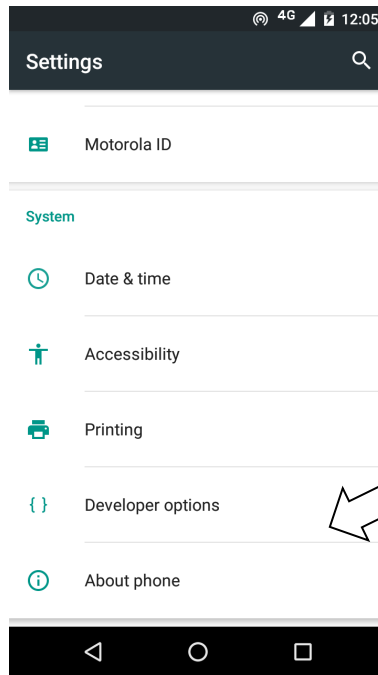 4G 12:05
Settings
Motorola ID
System
Date & time
Accessibility
Printing
{ } Developer options
About phone